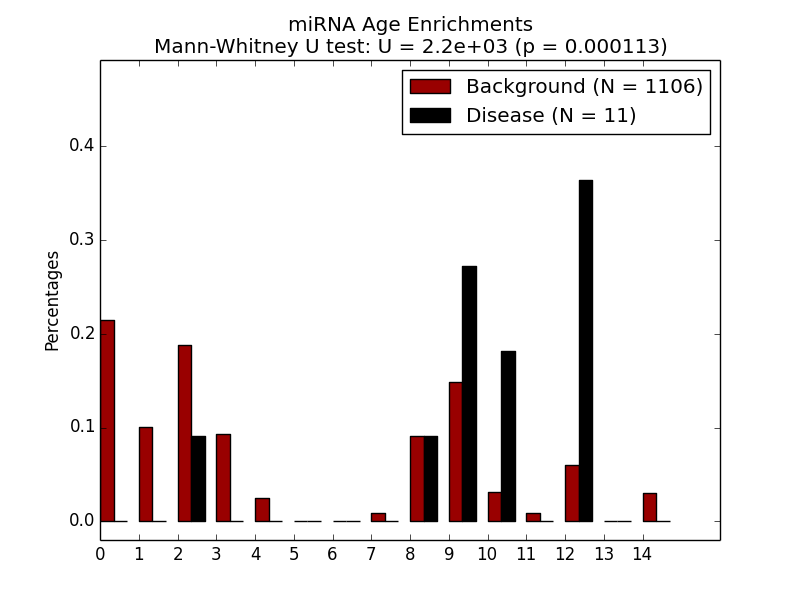 miRNA Age Enrichments
Mann-Whitney U test: U = 2.2e+03 (p = 0.000113)
Background (N = 1106)
Disease (N = 11)
Percentages
0.4
0.3
0.2
0.1
0.0
0 1 2 3 4 5 6 7 8 9 10 11 12 13 14